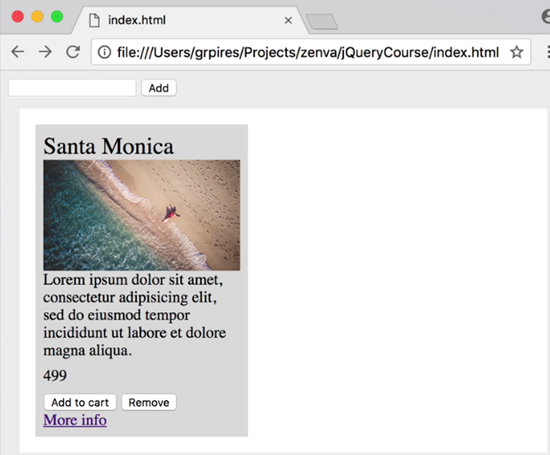 index.html
file:///Users/grpires/Projects/zenva/jQueryCourse/index.html
Add
Santa Monica
Lorem ipsum dolor sit amet,
consectetur adipisicing elit,
sed do eiusmod tempor
incididunt ut labore et dolore
magna aliqua.
499
Add to cart Remove
More info